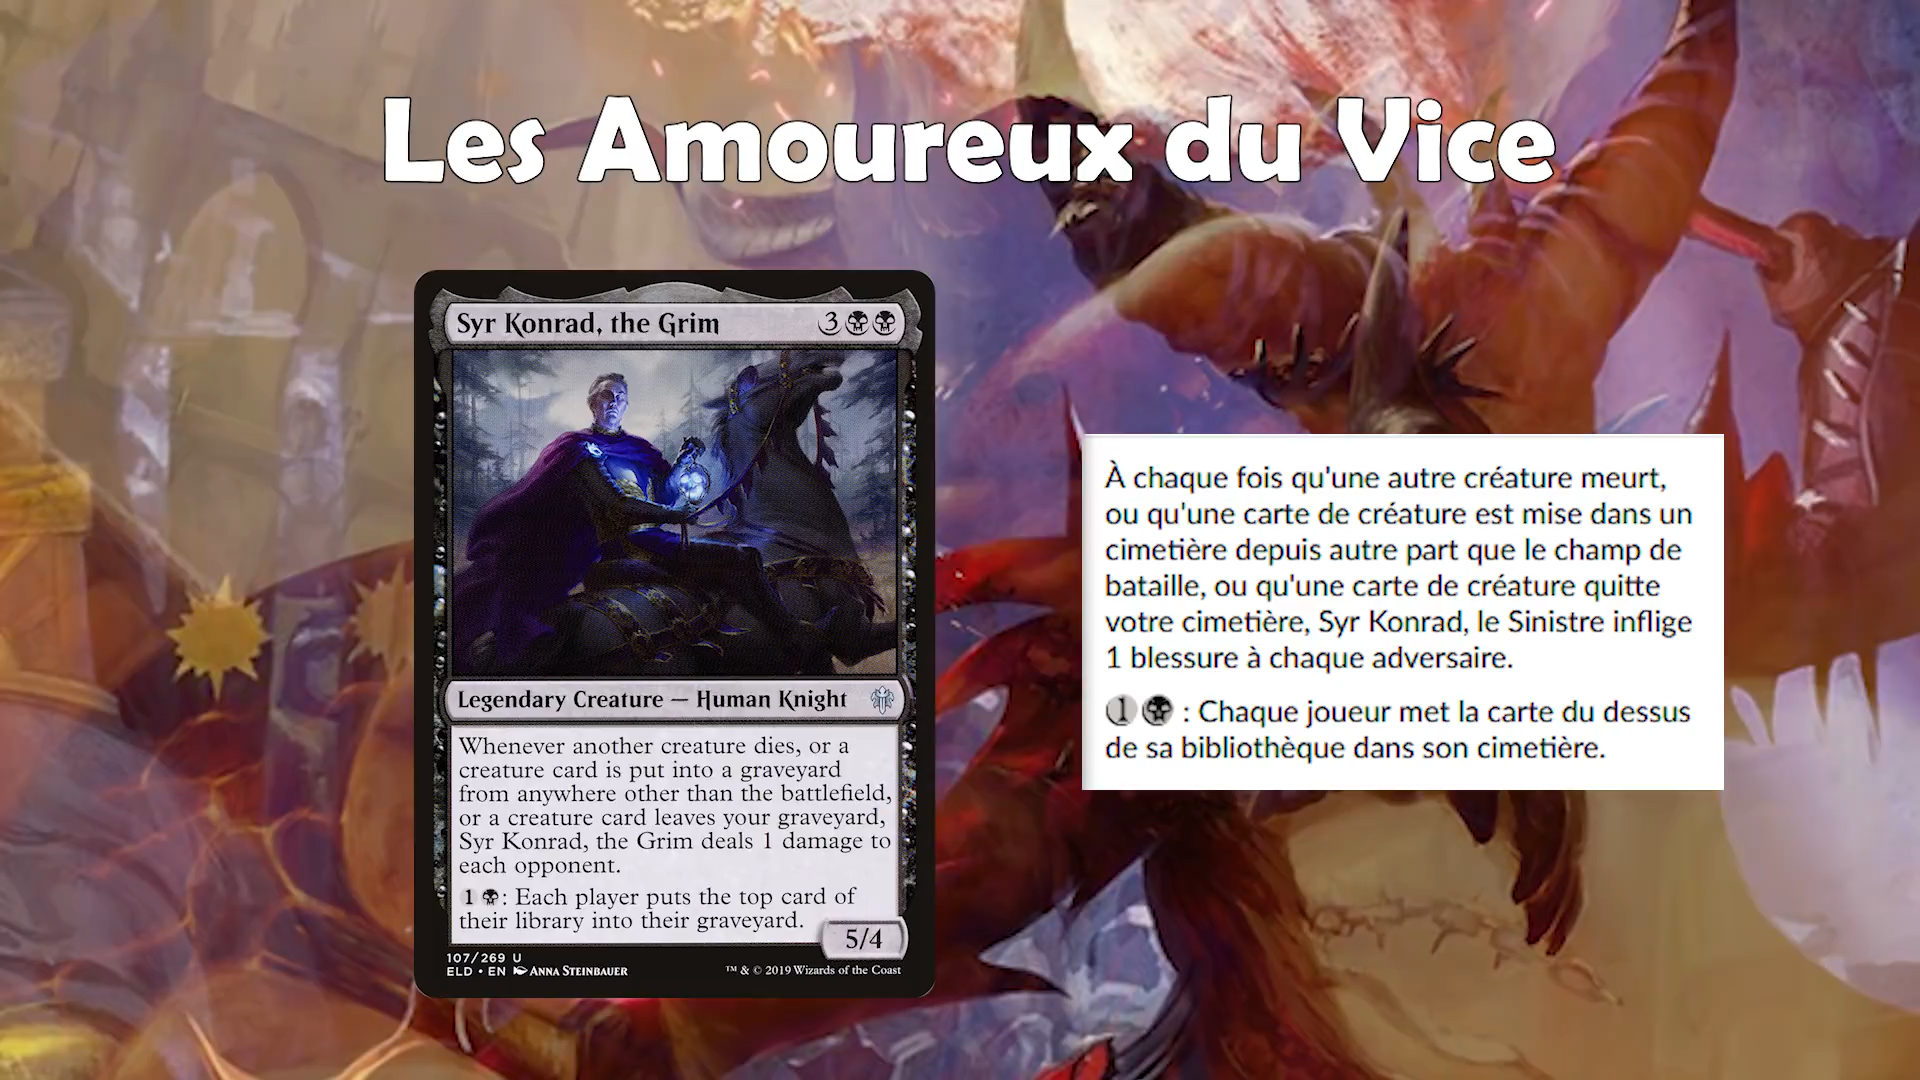 Les Amoureux du Vice
Syr Konrad, the Grim
3
Legendary Creature — Human Knight
Whenever another creature dies, or a
creature card is put into a graveyard
from anywhere other than the battlefield,
or a creature card leaves your graveyard,
Syr Konrad, the Grim deals 1 damage to
each opponent.
1 : Each player puts the top card of
their library into their graveyard.
5/4
107/269 U
ELD • EN ANNA STEINBAUER
™ & © 2019 Wizards of the Coast
À chaque fois qu'une autre créature meurt,
ou qu'une carte de créature est mise dans un
cimetière depuis autre part que le champ de
bataille, ou qu'une carte de créature quitte
votre cimetière, Syr Konrad, le Sinistre inflige
1 blessure à chaque adversaire.
1 : Chaque joueur met la carte du dessus
de sa bibliothèque dans son cimetière.